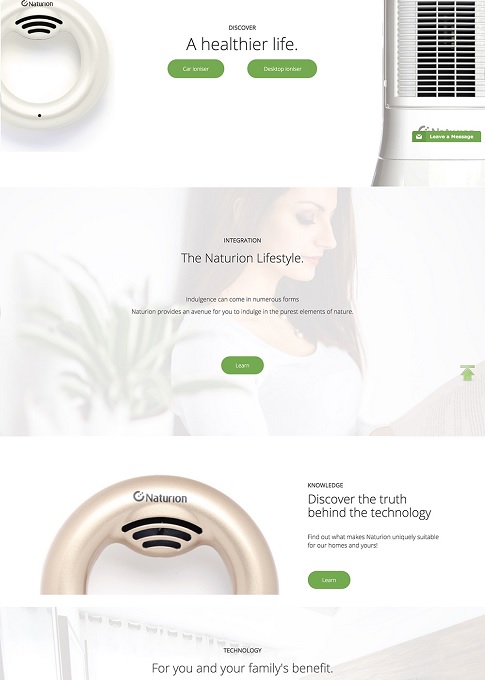 Naturion
DISCOVER
A healthier life.
Car Ioniser
Desktop Ioniser
Naturion
Leave a Message
INTEGRATION
The Naturion Lifestyle.
Indulgence can come in numerous forms
Naturion provides an avenue for you to indulge in the purest elements of nature.
Learn
Naturion
KNOWLEDGE
Discover the truth
behind the technology
Find out what makes Naturion uniquely suitable
for our homes and yours!
Learn
TECHNOLOGY
For you and your family's benefit.